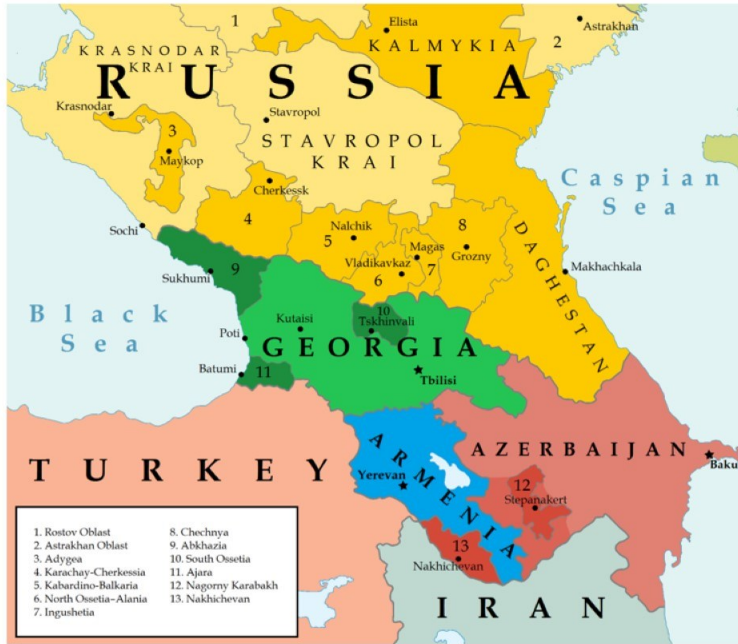 1
Elista
Astrakhan
2
KRASNODAR
KRAI
KALMYKIA
RUSSIA
Krasnodar
Stavropol
3
STAVROPOL
KRAI
Maykop
Cherkessk
Caspian
Sea
Sochi
4
Nalchik
5
8
Magas
Grozny
Vladikavkaz
7
6
DAGHESTAN
Makhachkala
9
Sukhumi
Black
Sea
10
Tskhinvali
Kutaisi
Poti
GEORGIA
Batumi
11
Tbilisi
ARMENIA
AZERBAIJAN
Baku
TURKEY
Yerevan
12
Stepanakert
13
Nakhichevan
IRAN
1. Rostov Oblast
2. Astrakhan Oblast
3. Adygea
4. Karachay-Cherkessia
5. Kabardino-Balkaria
6. North Ossetia–Alania
7. Ingushetia
8. Chechnya
9. Abkhazia
10. South Ossetia
11. Ajara
12. Nagorny Karabakh
13. Nakhichevan